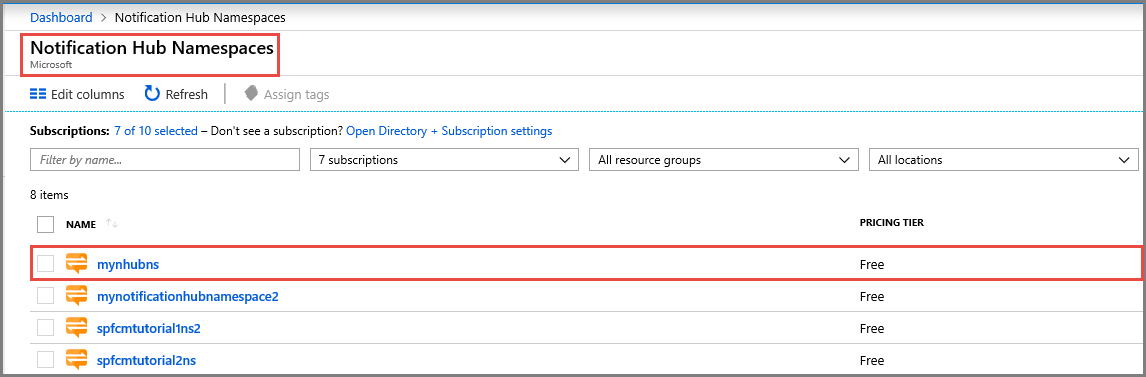 Dashboard > Notification Hub Namespaces
Notification Hub Namespaces
Microsoft
Edit columns Refresh Assign tags
Subscriptions: 7 of 10 selected – Don't see a subscription? Open Directory + Subscription settings
Filter by name... 7 subscriptions All resource groups All locations
8 items
NAME PRICING TIER
mynhubns Free
mynotificationhubnamespace2 Free
spfcmtutorial1ns2 Free
spfcmtutorial2ns Free